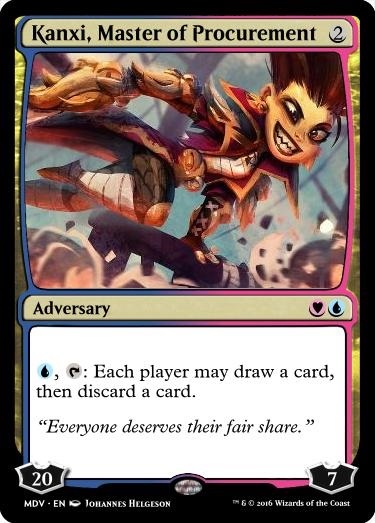 Kanxi, Master of Procurement 2
Adversary
: Each player may draw a card,
then discard a card.
“Everyone deserves their fair share.”
20
7
MDV · EN JOHANNES HELGESON
™ & © 2016 Wizards of the Coast